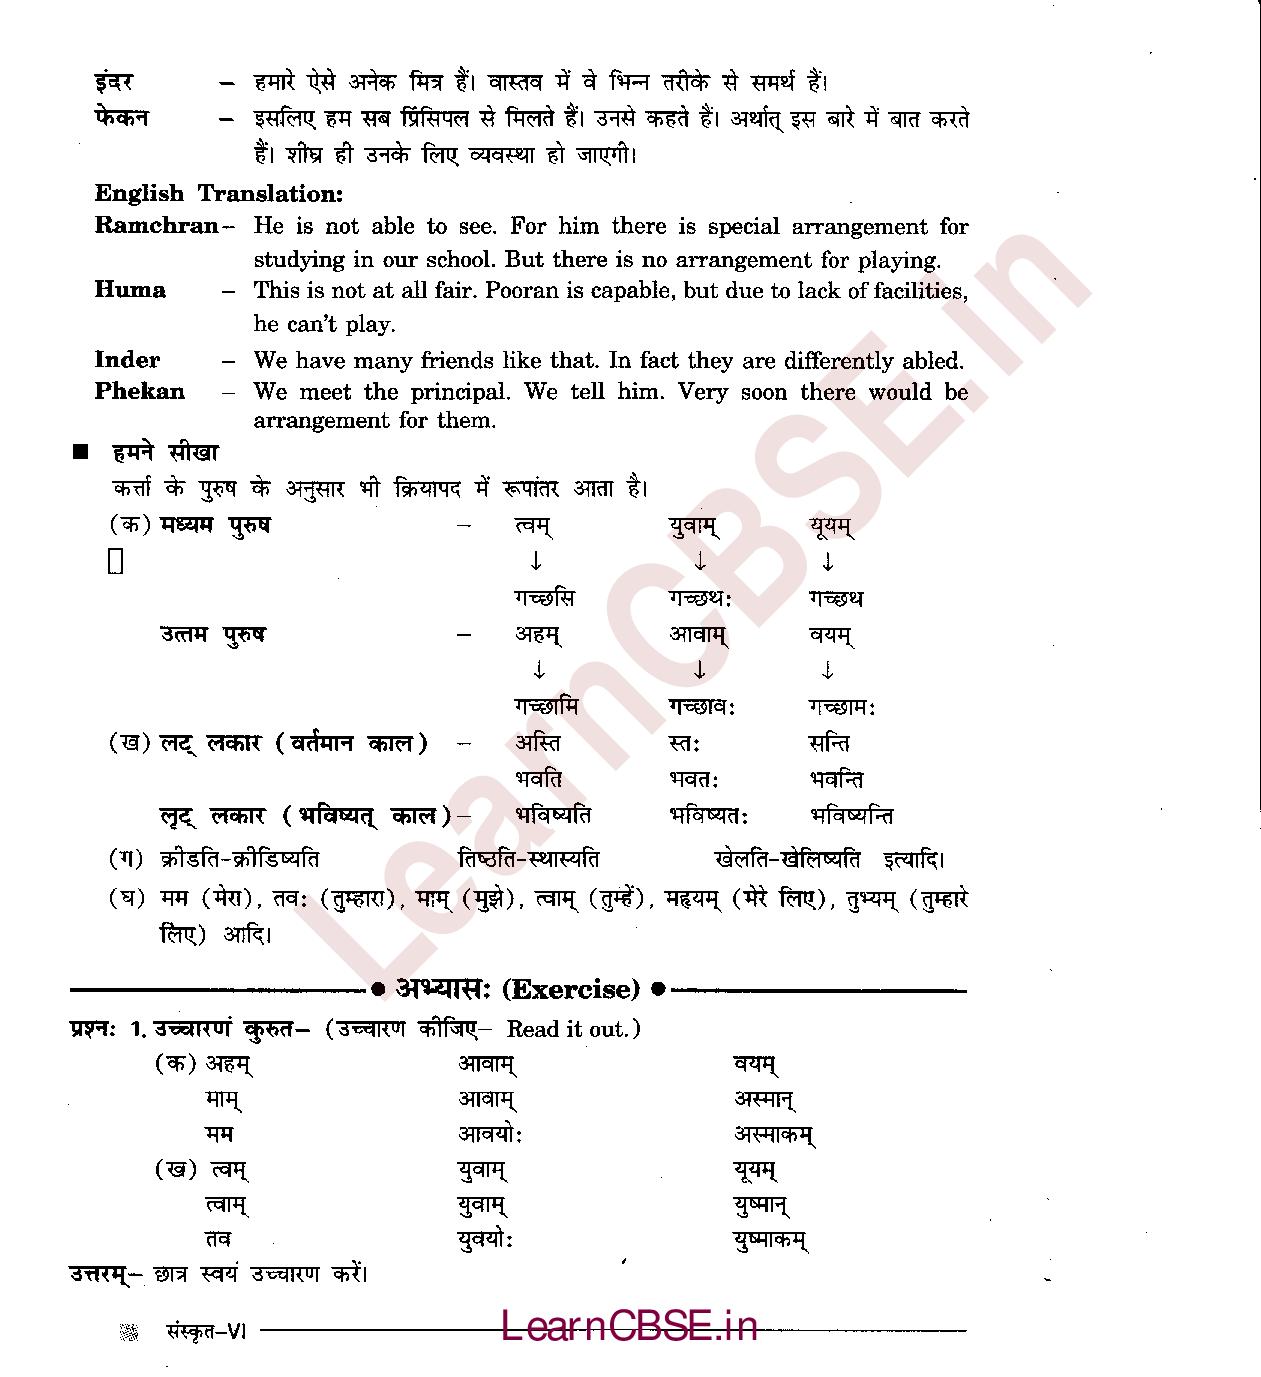 इंदर – हमारे ऐसे अनेक मित्र हैं। वास्तव में वे भिन्न तरीके से समर्थ हैं।
फेकन – इसलिए हम सब प्रिंसिपल से मिलते हैं। उनसे कहते हैं। अर्थात् इस बारे में बात करते
हैं। शीघ्र ही उनके लिए व्यवस्था हो जाएगी।
English Translation:
Ramchran– He is not able to see. For him there is special arrangement for
studying in our school. But there is no arrangement for playing.
Huma – This is not at all fair. Pooran is capable, but due to lack of facilities,
he can't play.
Inder – We have many friends like that. In fact they are differently abled.
Phekan – We meet the principal. We tell him. Very soon there would be
arrangement for them.
■ हमने सीखा
कर्त्ता के पुरुष के अनुसार भी क्रियापद में रूपांतर आता है।
(क) मध्यम पुरुष – त्वम् युवाम् यूयम्
↓ ↓ ↓
गच्छसि गच्छथः गच्छथ
उत्तम पुरुष – अहम् आवाम् वयम्
↓ ↓ ↓
गच्छामि गच्छावः गच्छामः
(ख) लट् लकार (वर्तमान काल) – अस्ति स्तः सन्ति
भवति भवतः भवन्ति
लृट् लकार (भविष्यत् काल)– भविष्यति भविष्यतः भविष्यन्ति
(ग) क्रीडति-क्रीडिष्यति तिष्ठति-स्थास्यति खेलति-खेलिष्यति इत्यादि।
(घ) मम (मेरा), तवः (तुम्हारा), माम् (मुझे), त्वाम् (तुम्हें), मह्यम् (मेरे लिए), तुभ्यम् (तुम्हारे
लिए) आदि।
● अभ्यासः (Exercise) ●
प्रश्नः 1. उच्चारणं कुरुत– (उच्चारण कीजिए– Read it out.)
(क) अहम् आवाम् वयम्
माम् आवाम् अस्मान्
मम आवयोः अस्माकम्
(ख) त्वम् युवाम् यूयम्
त्वाम् युवाम् युष्मान्
तव युवयोः युष्माकम्
उत्तरम्– छात्र स्वयं उच्चारण करें।
संस्कृत–VI LearnCBSE.in
LearnCBSE.in